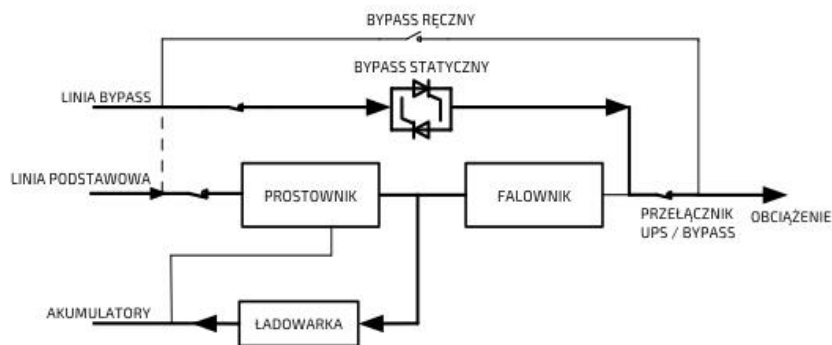 BYPASS RĘCZNY
BYPASS STATYCZNY
LINIA BYPASS
LINIA PODSTAWOWA
PROSTOWNIK
FALOWNIK
PRZEŁĄCZNIK
UPS / BYPASS
OBCIĄŻENIE
AKUMULATORY
ŁADOWARKA